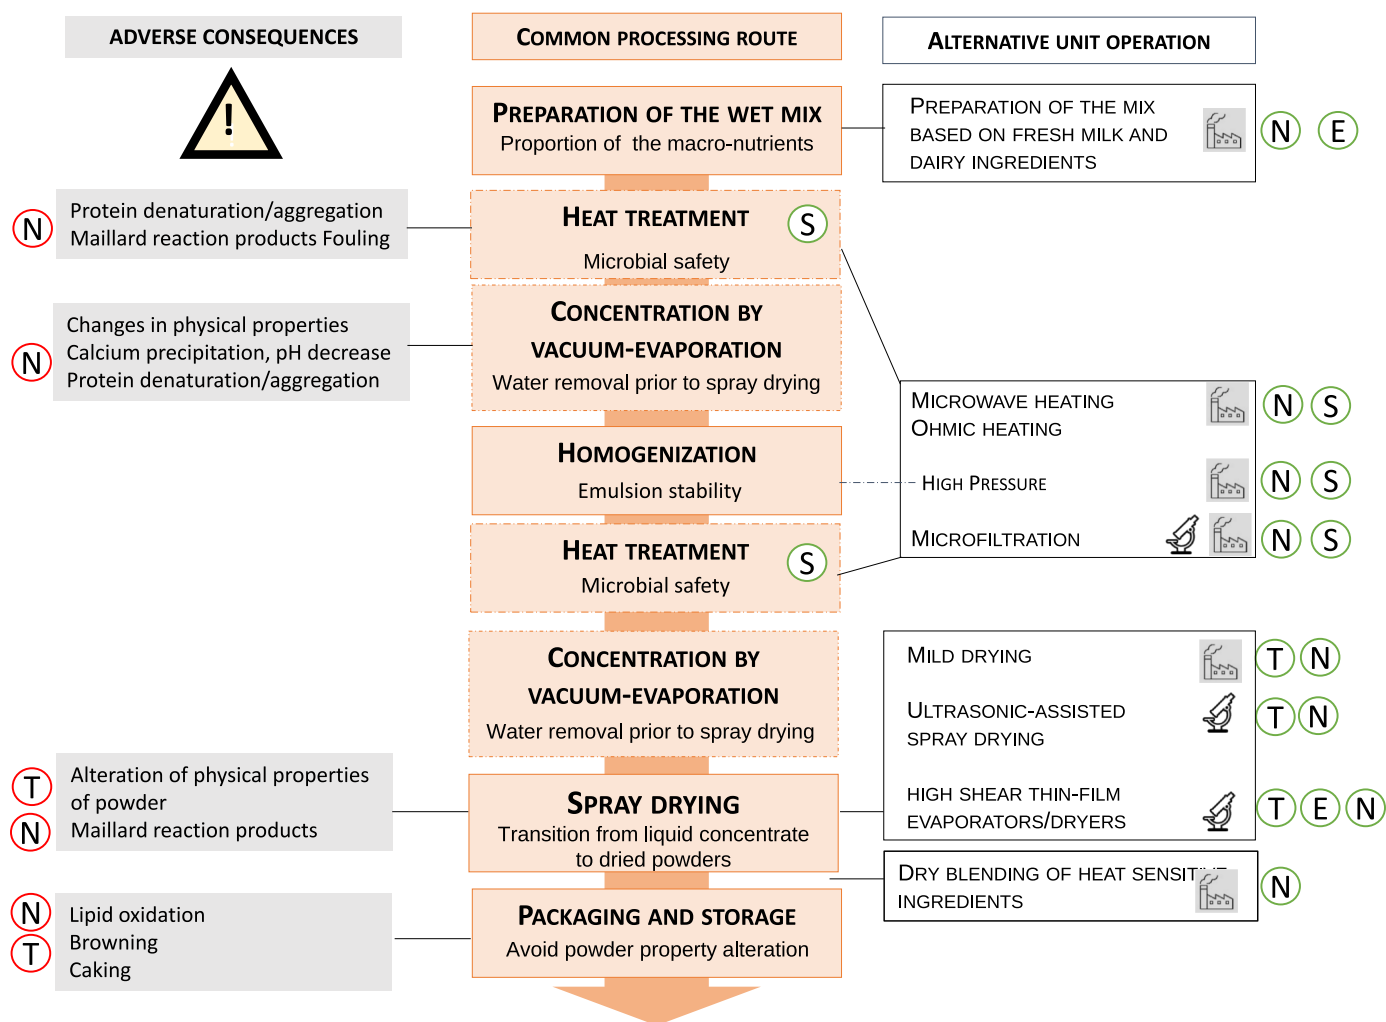 ADVERSE CONSEQUENCES
COMMON PROCESSING ROUTE
ALTERNATIVE UNIT OPERATION
!
PREPARATION OF THE WET MIX
Proportion of the macro-nutrients
PREPARATION OF THE MIX
BASED ON FRESH MILK AND
DAIRY INGREDIENTS
N E
N
Protein denaturation/aggregation
Maillard reaction products Fouling
HEAT TREATMENT
S
Microbial safety
N
Changes in physical properties
Calcium precipitation, pH decrease
Protein denaturation/aggregation
CONCENTRATION BY
VACUUM-EVAPORATION
Water removal prior to spray drying
MICROWAVE HEATING
OHMIC HEATING
N S
HOMOGENIZATION
Emulsion stability
HIGH PRESSURE
N S
MICROFILTRATION
N S
HEAT TREATMENT
S
Microbial safety
CONCENTRATION BY
VACUUM-EVAPORATION
Water removal prior to spray drying
MILD DRYING
T N
ULTRASONIC-ASSISTED
SPRAY DRYING
T N
HIGH SHEAR THIN-FILM
EVAPORATORS/DRYERS
T E N
T
N
Alteration of physical properties
of powder
Maillard reaction products
SPRAY DRYING
Transition from liquid concentrate
to dried powders
DRY BLENDING OF HEAT SENSITIVE
INGREDIENTS
N
N
T
Lipid oxidation
Browning
Caking
PACKAGING AND STORAGE
Avoid powder property alteration